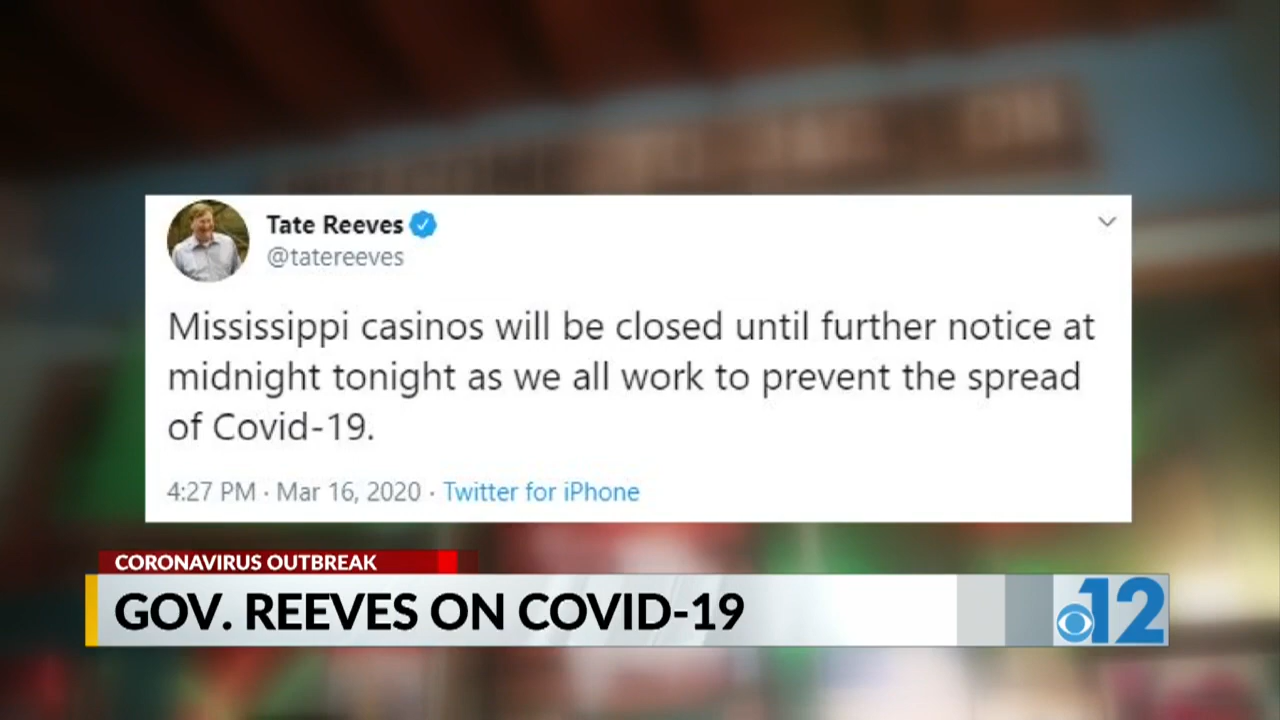 Tate Reeves
@tatereeves
Mississippi casinos will be closed until further notice at
midnight tonight as we all work to prevent the spread
of Covid-19.
4:27 PM · Mar 16, 2020 · Twitter for iPhone
CORONAVIRUS OUTBREAK
GOV. REEVES ON COVID-19
12